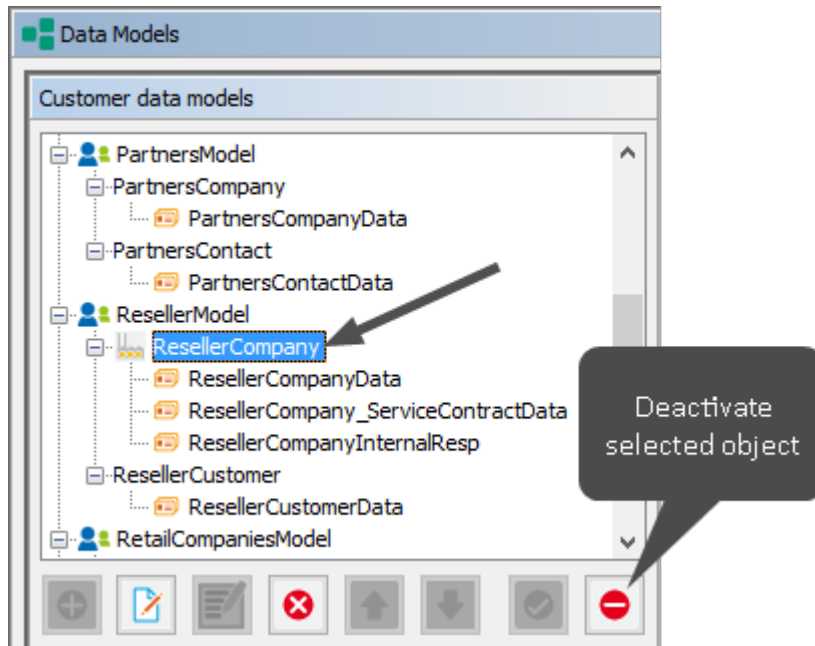 Data Models
Customer data models
PartnersModel
PartnersCompany
PartnersCompanyData
PartnersContact
PartnersContactData
ResellerModel
ResellerCompany
ResellerCompanyData
ResellerCompany_ServiceContractData
ResellerCompanyInternalResp
ResellerCustomer
ResellerCustomerData
RetailCompaniesModel
Deactivate
selected object